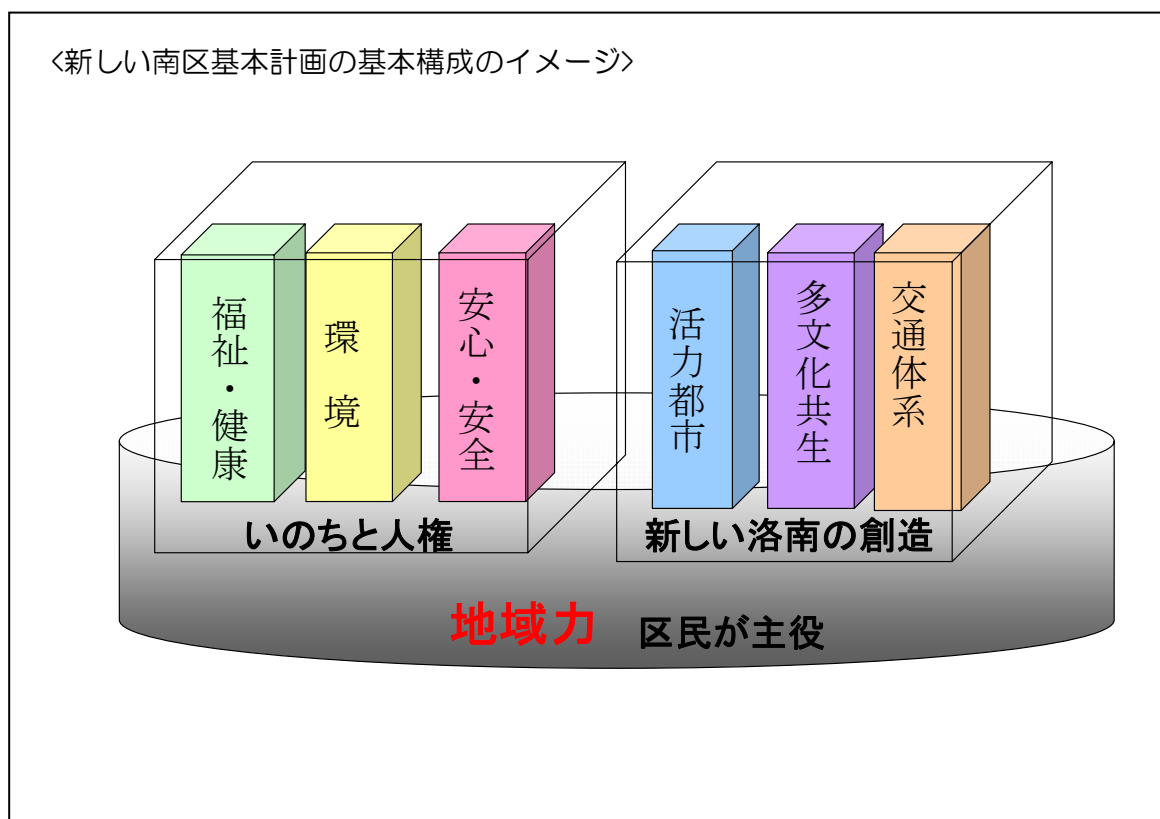 <新しい南区基本計画の基本構成のイメージ>
福祉・健康
環境
安心・安全
活力都市
多文化共生
交通体系
いのちと人権
新しい洛南の創造
地域力 区民が主役